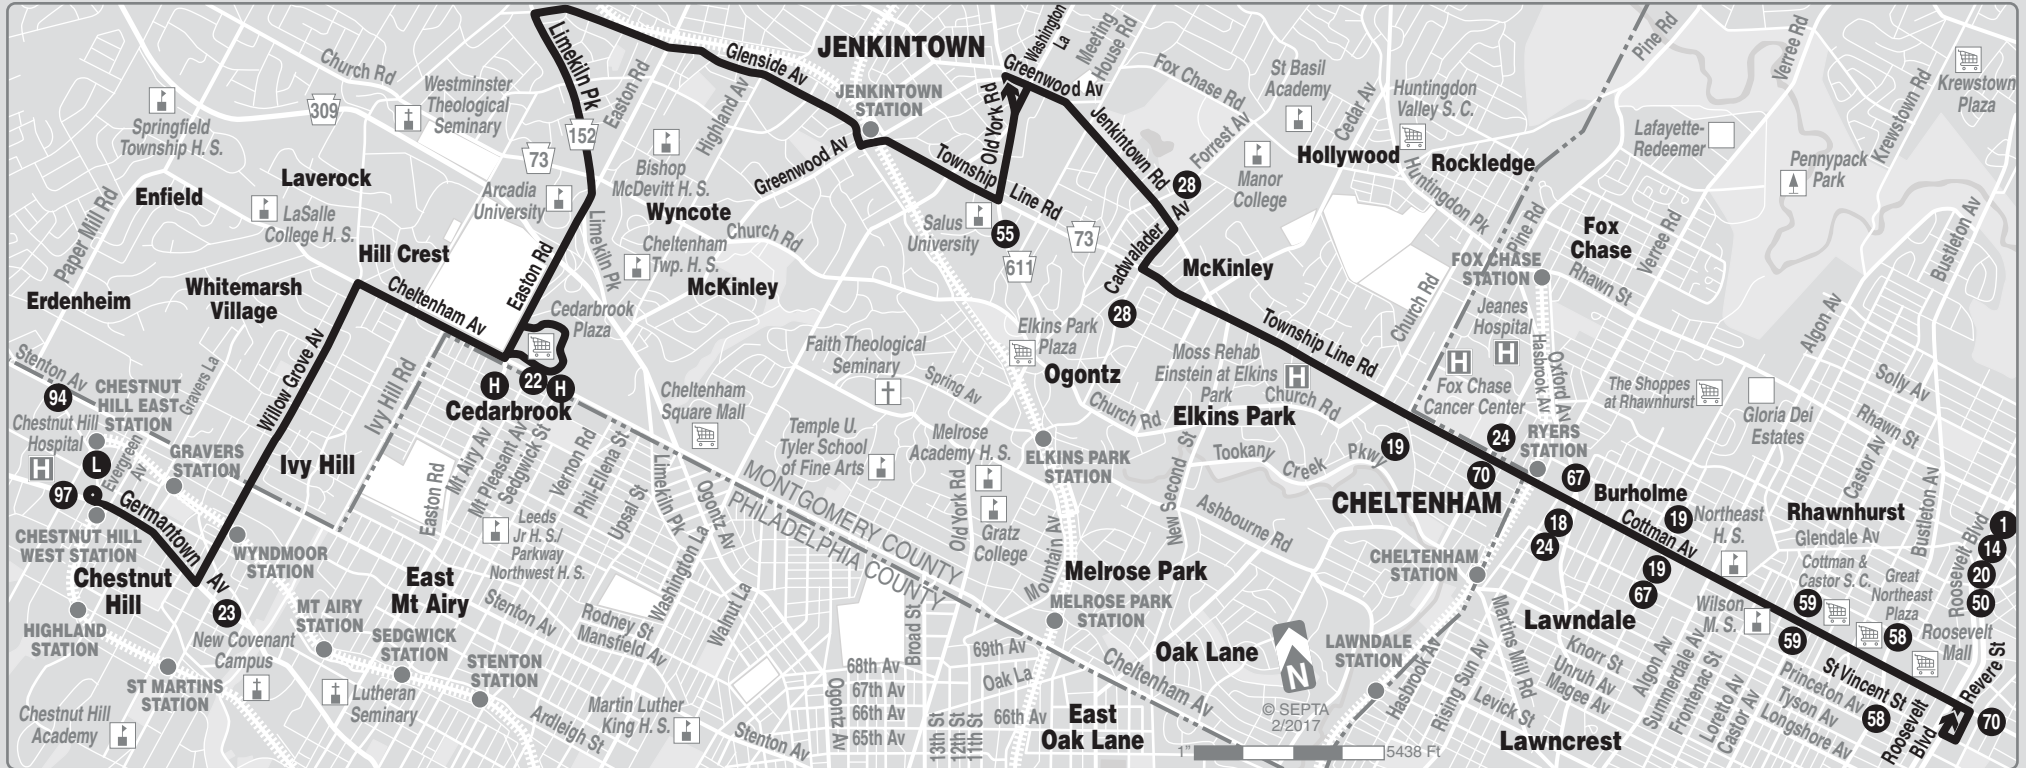 JENKINTOWN
Glenside Av
Limekiln Pk
Church Rd
Westminster
Theological
Seminary
309
Easton Rd
Highland Av
JENKINTOWN
STATION
Washington
La
Meeting
House Rd
Greenwood Av
Old York Rd
Fox Chase Rd
Forrest Av
St Basil
Academy
Cedar Av
Huntingdon
Valley S. C.
Pine Rd
Verree Rd
Krewstown Rd
Krewstown
Plaza
Springfield
Township H. S.
73
152
Bishop
McDevitt H. S.
Greenwood Av
Township
Line Rd
Jenkintown Rd
28
Manor
College
Hollywood
Huntingdon Pk
Rockledge
Lafayette-
Redeemer
Pennypack
Park
Enfield
Laverock
LaSalle
College H. S.
Arcadia
University
Wyncote
Church Rd
Limekiln Pk
Cheltenham
Twp. H. S.
McKinley
Salus
University
55
611
73
Cadwalader
Av
McKinley
28
Church Rd
Pine Rd
FOX CHASE
STATION
Fox
Chase
Verree Rd
Rhawn St
Bustleton Av
Paper Mill Rd
Hill Crest
Easton Rd
Cheltenham Av
Erdenheim
Whitemarsh
Village
Cedarbrook
Plaza
Willow Grove Av
Ivy Hill Rd
Gravers La
Stenton Av
94
CHESTNUT
HILL EAST
STATION
Chestnut Hill
Hospital
H
L
97
Evergreen
Av
GRAVERS
STATION
Ivy Hill
H
22
H
Cedarbrook
Cheltenham
Square Mall
Faith Theological
Seminary
Spring Av
Elkins Park
Plaza
Ogontz
Moss Rehab
Einstein at Elkins
Park
H
Township Line Rd
Church Rd
Church Rd
Elkins Park
Jeanes
Hospital
H
H
Fox Chase
Cancer Center
Hasbrook Av
Oxford Av
The Shoppes
at Rhawnhurst
Gloria Dei
Estates
Algon Av
Solly Av
Rhawn St
Castor Av
Bustleton Av
Germantown
Av
CHESTNUT HILL
WEST STATION
Chestnut
Hill
WYNDMOOR
STATION
23
Easton Rd
Mt Airy Av
Mt Pleasant Av
Sedgwick St
Vernon Rd
Phil-Ellena St
Upsal St
Limekiln Pk
Ogontz Av
Washington La
Walnut La
Leeds
Jr H. S./
Parkway
Northwest H. S.
Temple U.
Tyler School
of Fine Arts
Melrose
Academy H. S.
ELKINS PARK
STATION
Old York Rd
Gratz
College
Mountain Av
New Second St
Tookany
Creek
Pkwy
19
24
RYERS
STATION
70
67
Ashbourne Rd
CHELTENHAM
Burholme
19
Cottman Av
Northeast
H. S.
Rhawnhurst
Glendale Av
18
24
19
67
Cottman &
Castor S. C.
59
Great
Northeast
Plaza
58
Roosevelt Blvd
1
14
20
50
MONTGOMERY COUNTY
PHILADELPHIA COUNTY
HIGHLAND
STATION
East
Mt Airy
MT AIRY
STATION
SEDGWICK
STATION
STENTON
STATION
Stenton Av
Rodney St
Mansfield Av
New Covenant
Campus
Lutheran
Seminary
ST MARTINS
STATION
Chestnut Hill
Academy
Ardleigh St
Martin Luther
King H. S.
Stenton Av
Broad St
68th Av
67th Av
66th Av
65th Av
Ogontz Av
13th St
12th St
11th St
69th Av
Oak La
66th Av
Melrose Park
MELROSE PARK
STATION
Oak Lane
Cheltenham Av
East
Oak Lane
N
© SEPTA
2/2017
1"
5438 Ft
CHELTENHAM
STATION
LAWNDALE
STATION
Hasbrook Av
Rising Sun Av
Martins Mill Rd
Lawndale
Knorr St
Unruh Av
Magee Av
Levick St
Lawncrest
Algon Av
Summerdale Av
Frontenac St
Loretto Av
Castor Av
Wilson
M. S.
59
Princeton Av
Tyson Av
Longshore Av
St Vincent St
58
Roosevelt
Mall
Revere St
Roosevelt
Blvd
70